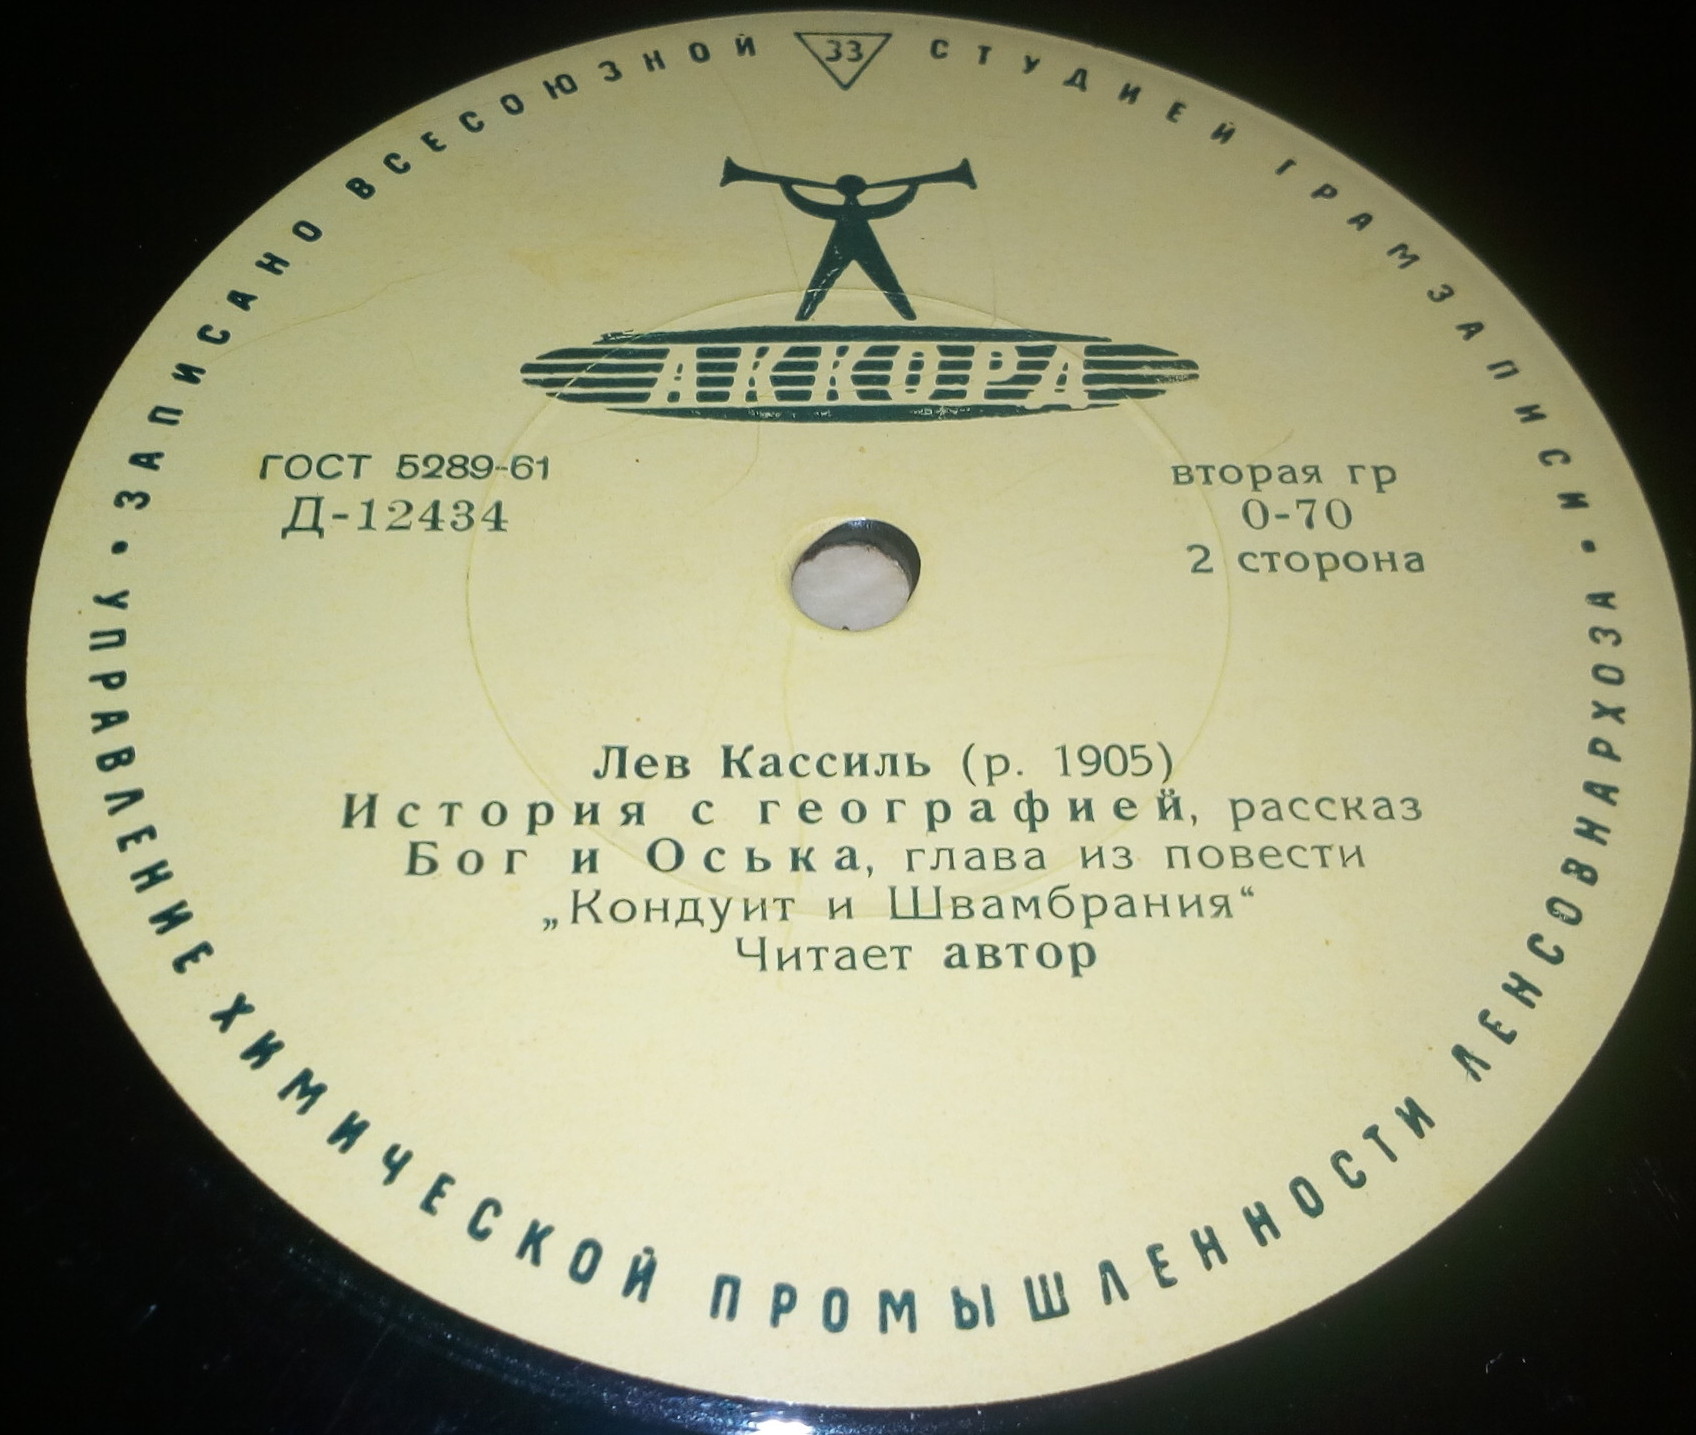 ЗАПИСАНО ВСЕСОЮЗНОЙ 33 СТУДИЕЙ ГРАМЗАПИСИ •
АККОРД
ГОСТ 5289-61
Д-12434
вторая гр
0-70
2 сторона
Лев Кассиль (р. 1905)
История с географией, рассказ
Бог и Оська, глава из повести
„Кондуит и Швамбрания“
Читает автор
УПРАВЛЕНИЕ ХИМИЧЕСКОЙ ПРОМЫШЛЕННОСТИ ЛЕНСОВНАРХОЗА •